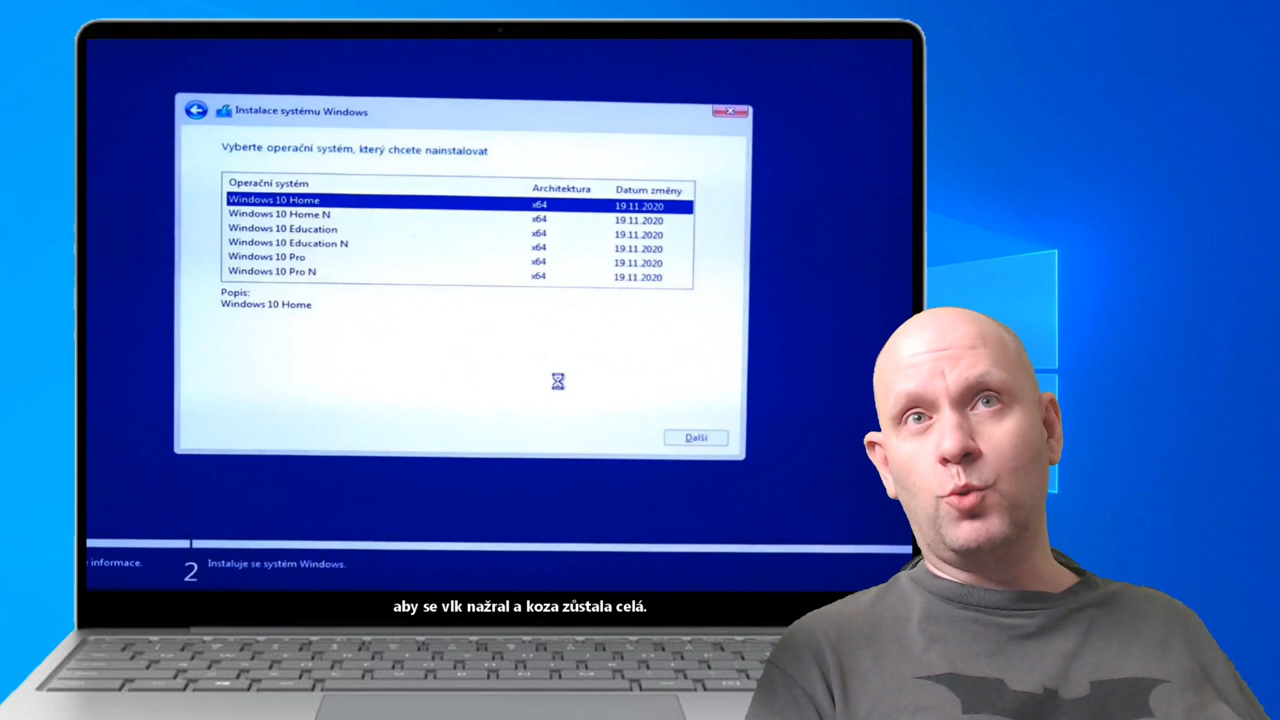 Instalace systému Windows
Vyberte operační systém, který chcete nainstalovat
Operační systém Architektura Datum změny
Windows 10 Home x64 19.11.2020
Windows 10 Home N x64 19.11.2020
Windows 10 Education x64 19.11.2020
Windows 10 Education N x64 19.11.2020
Windows 10 Pro x64 19.11.2020
Windows 10 Pro N x64 19.11.2020
Popis:
Windows 10 Home
Další
informace.
2 Instaluje se systém Windows.
aby se vlk nažral a koza zůstala celá.